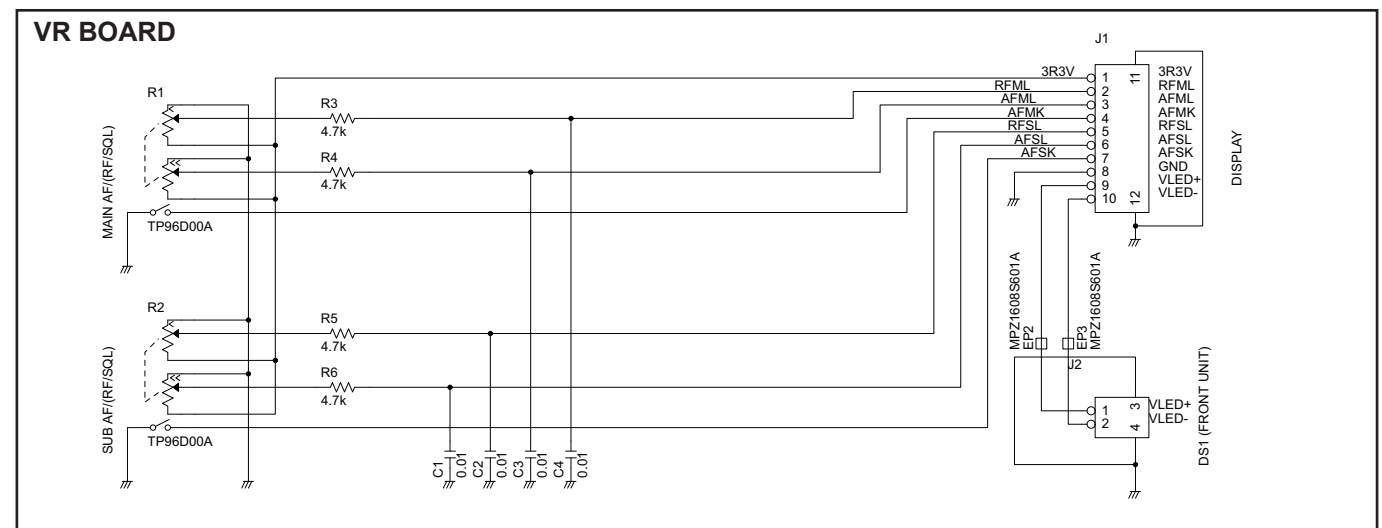 VR BOARD
J1
3R3V
RFML
AFML
AFMK
RFSL
AFSL
AFSK
1
2
3
4
5
6
7
8
9
10
11
12
3R3V
RFML
AFML
AFMK
RFSL
AFSL
AFSK
GND
VLED+
VLED-
DISPLAY
R1
MAIN AF/(RF/SQL)
TP96D00A
R3
4.7k
R4
4.7k
R2
SUB AF/(RF/SQL)
TP96D00A
R5
4.7k
R6
4.7k
C1
0.01
C2
0.01
C3
0.01
C4
0.01
MPZ1608S601A
EP2
EP3
MPZ1608S601A
J2
1
2
3
4
VLED+
VLED-
DS1 (FRONT UNIT)